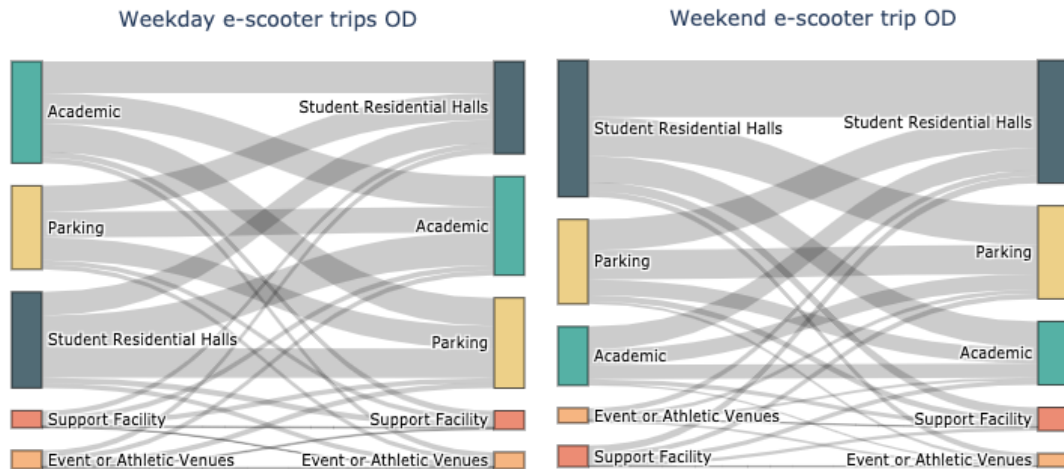 Weekday e-scooter trips OD
Academic
Parking
Student Residential Halls
Support Facility
Event or Athletic Venues
Student Residential Halls
Academic
Parking
Support Facility
Event or Athletic Venues
Weekend e-scooter trip OD
Student Residential Halls
Parking
Academic
Event or Athletic Venues
Support Facility
Student Residential Halls
Parking
Academic
Support Facility
Event or Athletic Venues